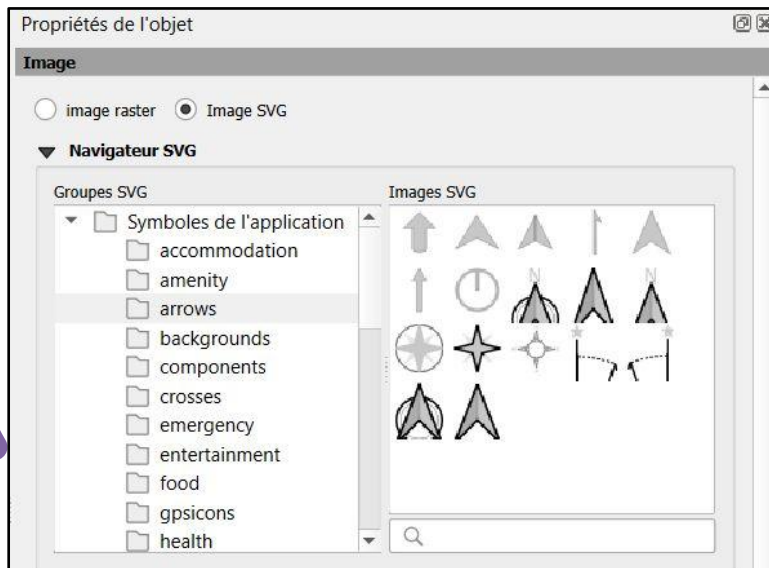 Propriétés de l'objet
Image
image raster Image SVG
Navigateur SVG
Groupes SVG
Symboles de l'application
accommodation
amenity
arrows
backgrounds
components
crosses
emergency
entertainment
food
gpsicons
health
Images SVG
N N